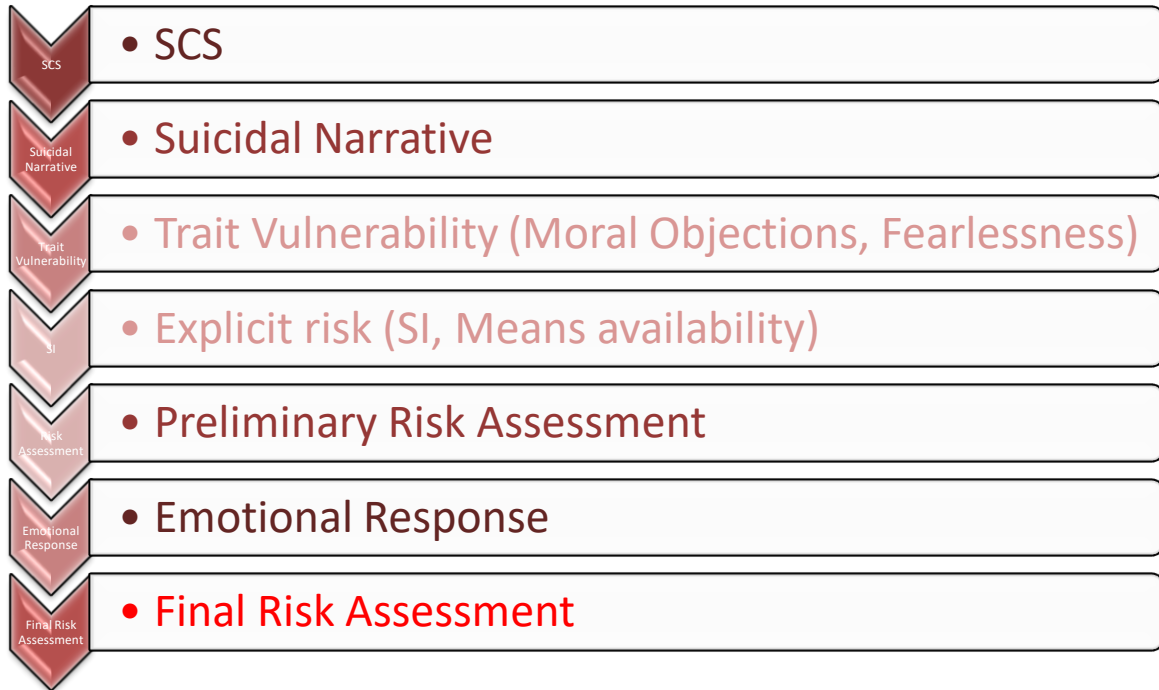 SCS
• SCS
Suicidal
Narrative
• Suicidal Narrative
Trait
Vulnerability
• Trait Vulnerability (Moral Objections, Fearlessness)
SI
• Explicit risk (SI, Means availability)
Risk
Assessment
• Preliminary Risk Assessment
Emotional
Response
• Emotional Response
Final Risk
Assessment
• Final Risk Assessment